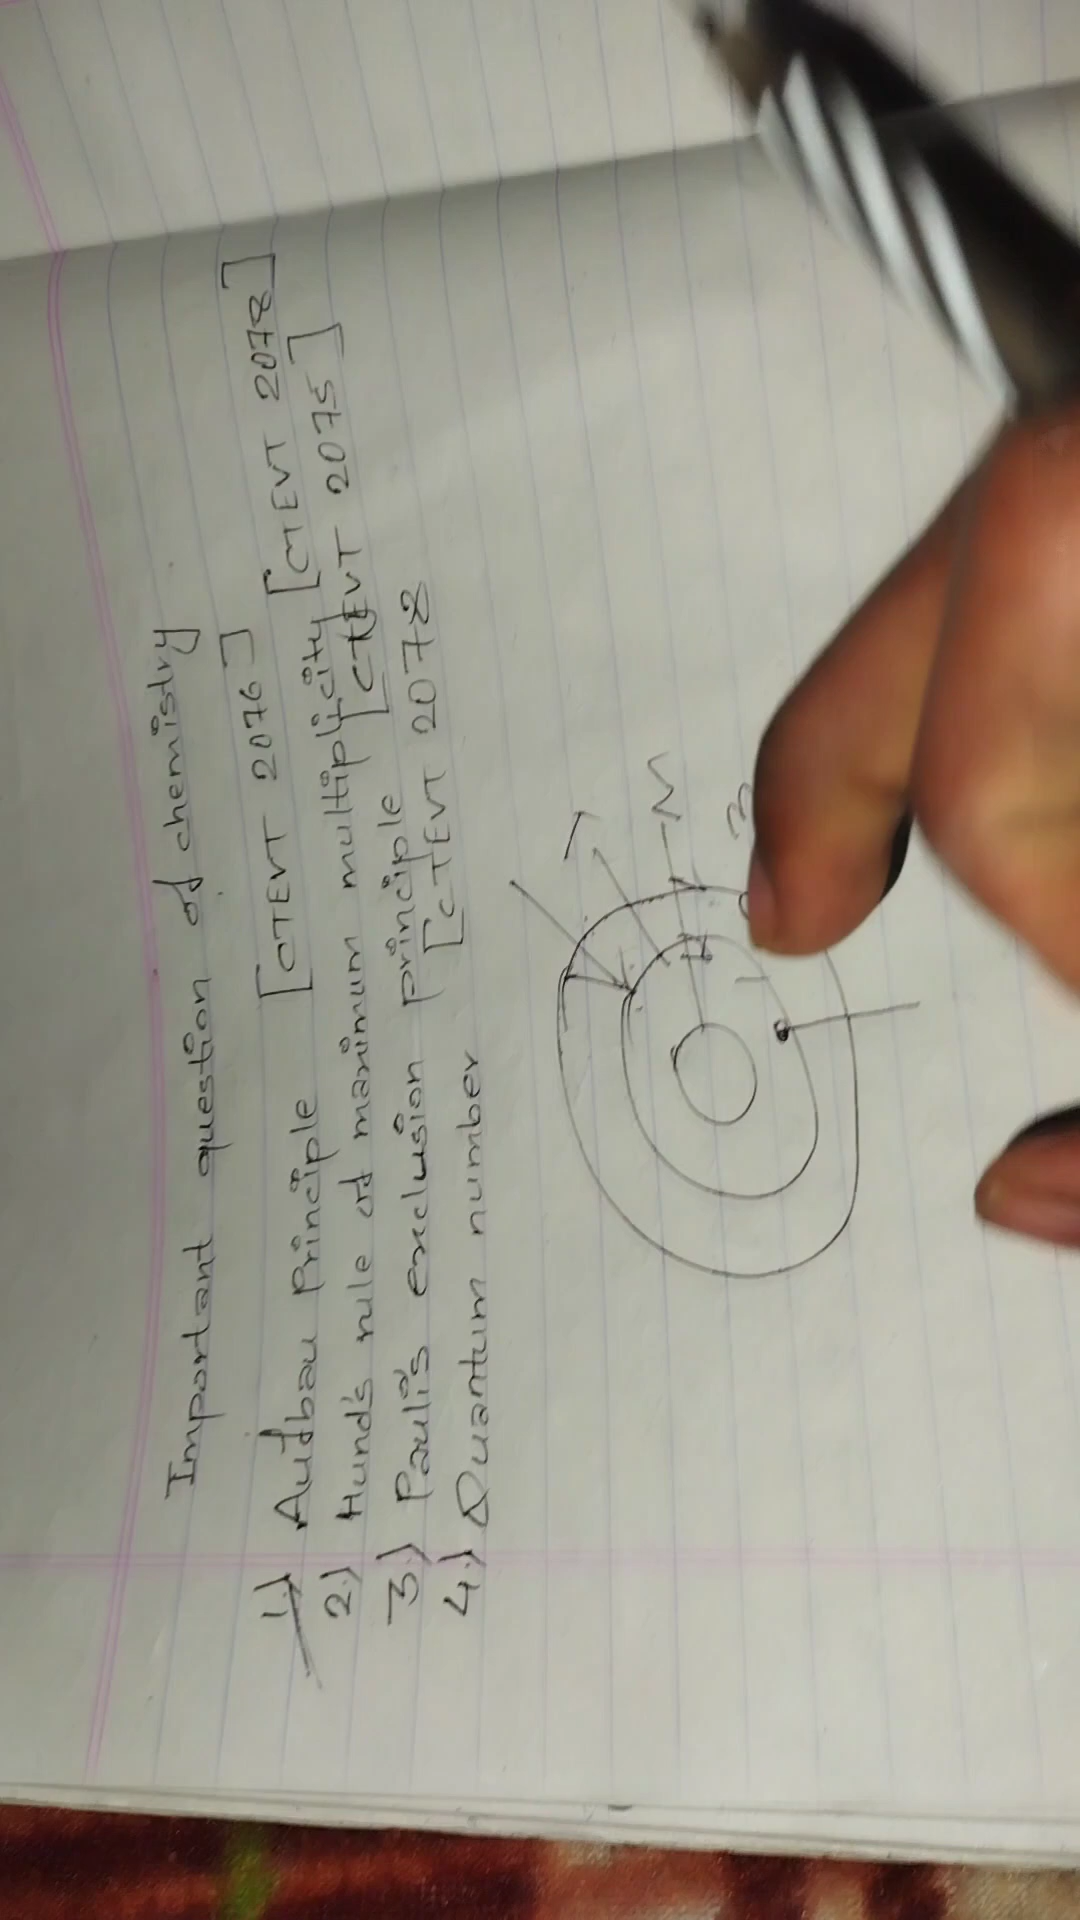 Important question of chemistry
1.) Aufbau Principle [CTEVT 2076]
2.) Hund's rule of maximum multiplicity [CTEVT 2078]
3.) Pauli's exclusion principle [CTEVT 2075]
4.) Quantum number [CTEVT 2078